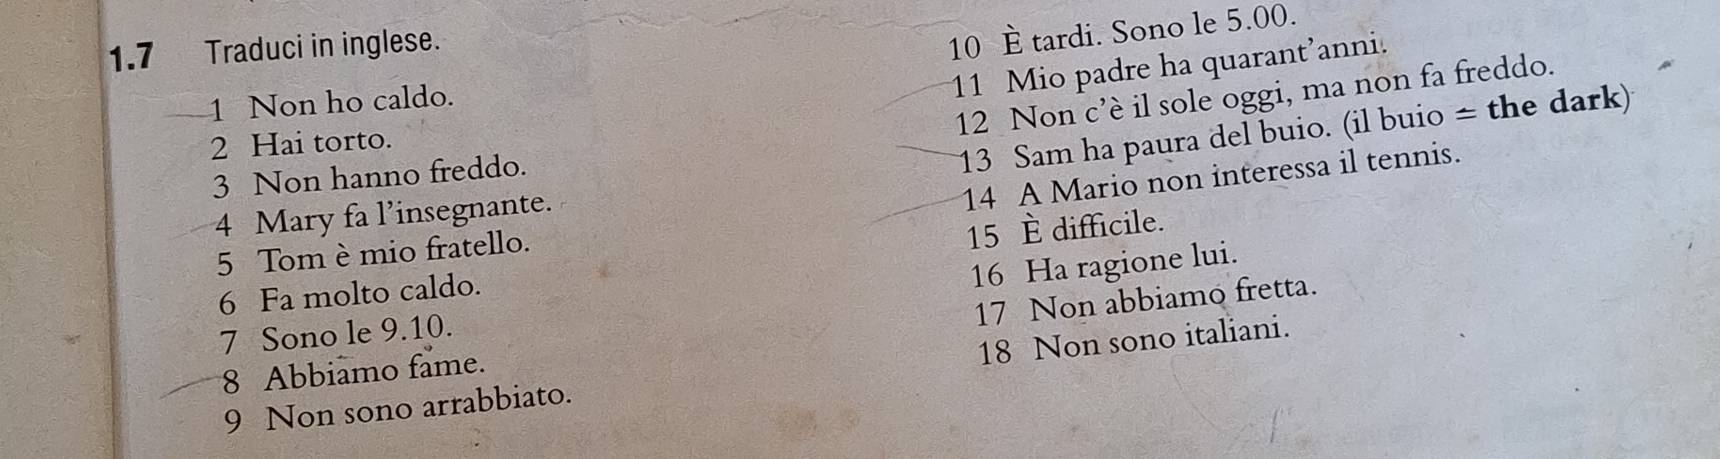 1.7 Traduci in inglese.
1 Non ho caldo.
2 Hai torto.
3 Non hanno freddo.
4 Mary fa l'insegnante.
5 Tom è mio fratello.
6 Fa molto caldo.
7 Sono le 9.10.
8 Abbiamo fame.
9 Non sono arrabbiato.
10 È tardi. Sono le 5.00.
11 Mio padre ha quarant'anni.
12 Non c'è il sole oggi, ma non fa freddo.
13 Sam ha paura del buio. (il buio = the dark)
14 A Mario non interessa il tennis.
15 È difficile.
16 Ha ragione lui.
17 Non abbiamo fretta.
18 Non sono italiani.